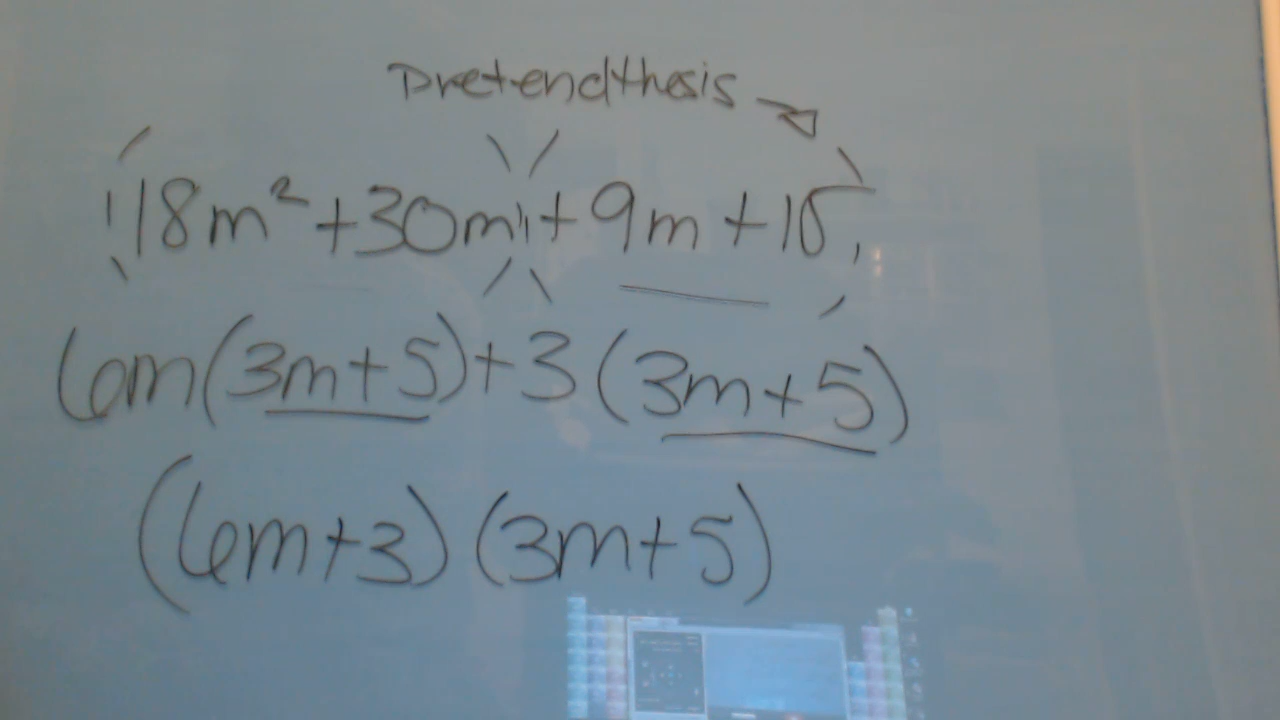 Pretendthesis
18m² + 30m + 9m + 15
6m(3m+5)+3(3m+5)
(6m+3)(3m+5)